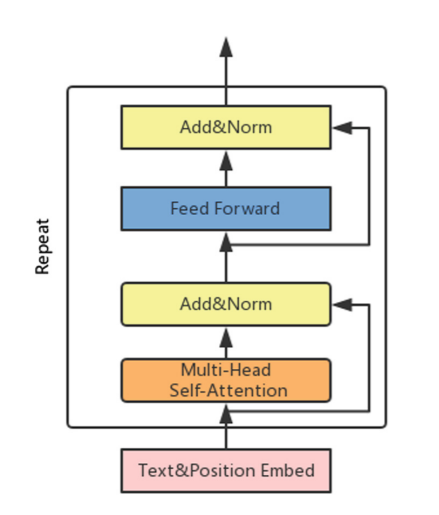 Add&Norm
Feed Forward
Repeat
Add&Norm
Multi-Head
Self-Attention
Text&Position Embed